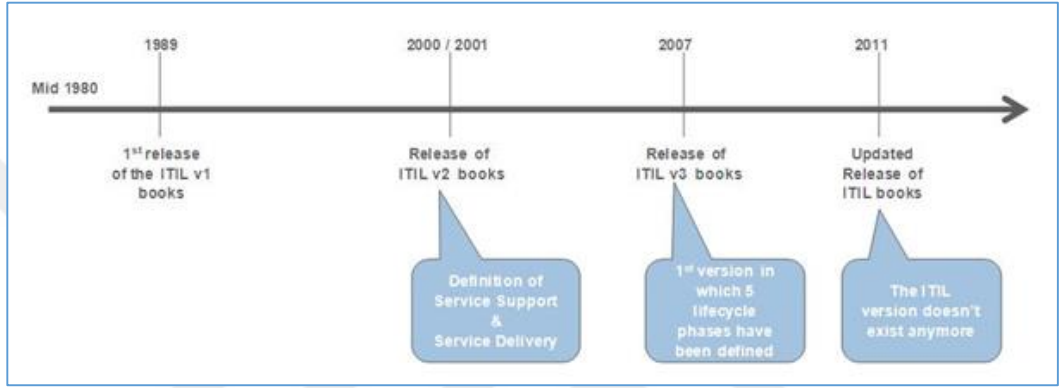 1989
2000 / 2001
2007
2011
Mid 1980
1st release
of the ITIL v1
books
Release of
ITIL v2 books
Release of
ITIL v3 books
Updated
Release of
ITIL books
Definition of
Service Support
&
Service Delivery
1st version in
which 5
lifecycle
phases have
been defined
The ITIL
version doesn't
exist anymore